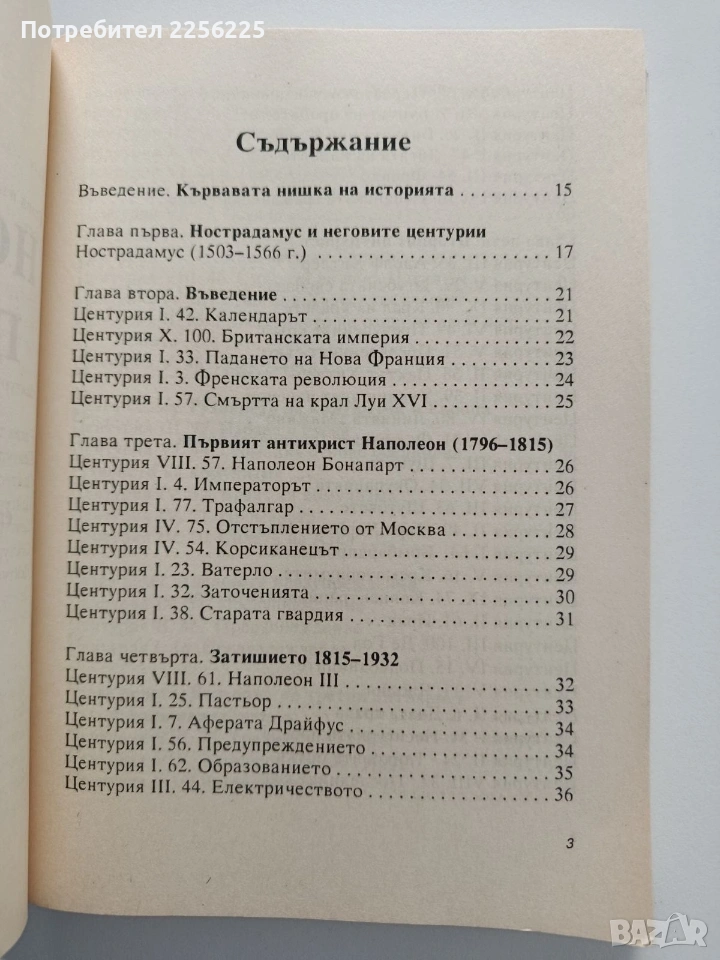 Потребител 2256225
Съдържание
Въведение. Кървавата нишка на историята ......... 15
Глава първа. Нострадамус и неговите центурии
Нострадамус (1503–1566 г.) ....................... 17
Глава втора. Въведение ........................... 21
Центурия I. 42. Календарът ....................... 21
Центурия X. 100. Британската империя ............. 22
Центурия I. 33. Падането на Нова Франция ......... 23
Центурия I. 3. Френската революция ............... 24
Центурия I. 57. Смъртта на крал Луи XVI .......... 25
Глава трета. Първият антихрист Наполеон (1796–1815)
Центурия VIII. 57. Наполеон Бонапарт ............. 26
Центурия I. 4. Императорът ....................... 26
Центурия I. 77. Трафалгар ........................ 27
Центурия IV. 75. Отстъплението от Москва ......... 28
Центурия IV. 54. Корсиканецът .................... 29
Центурия I. 23. Ватерло .......................... 29
Центурия I. 32. Заточенията ...................... 30
Центурия I. 38. Старата гвардия .................. 31
Глава четвърта. Затишието 1815–1932
Центурия VIII. 61. Наполеон III .................. 32
Центурия I. 25. Пастьор .......................... 33
Центурия I. 7. Аферата Драйфус ................... 34
Центурия I. 56. Предупреждението ................. 34
Центурия I. 62. Образованието .................... 35
Центурия III. 44. Електричеството ................ 36
3
BAZAR